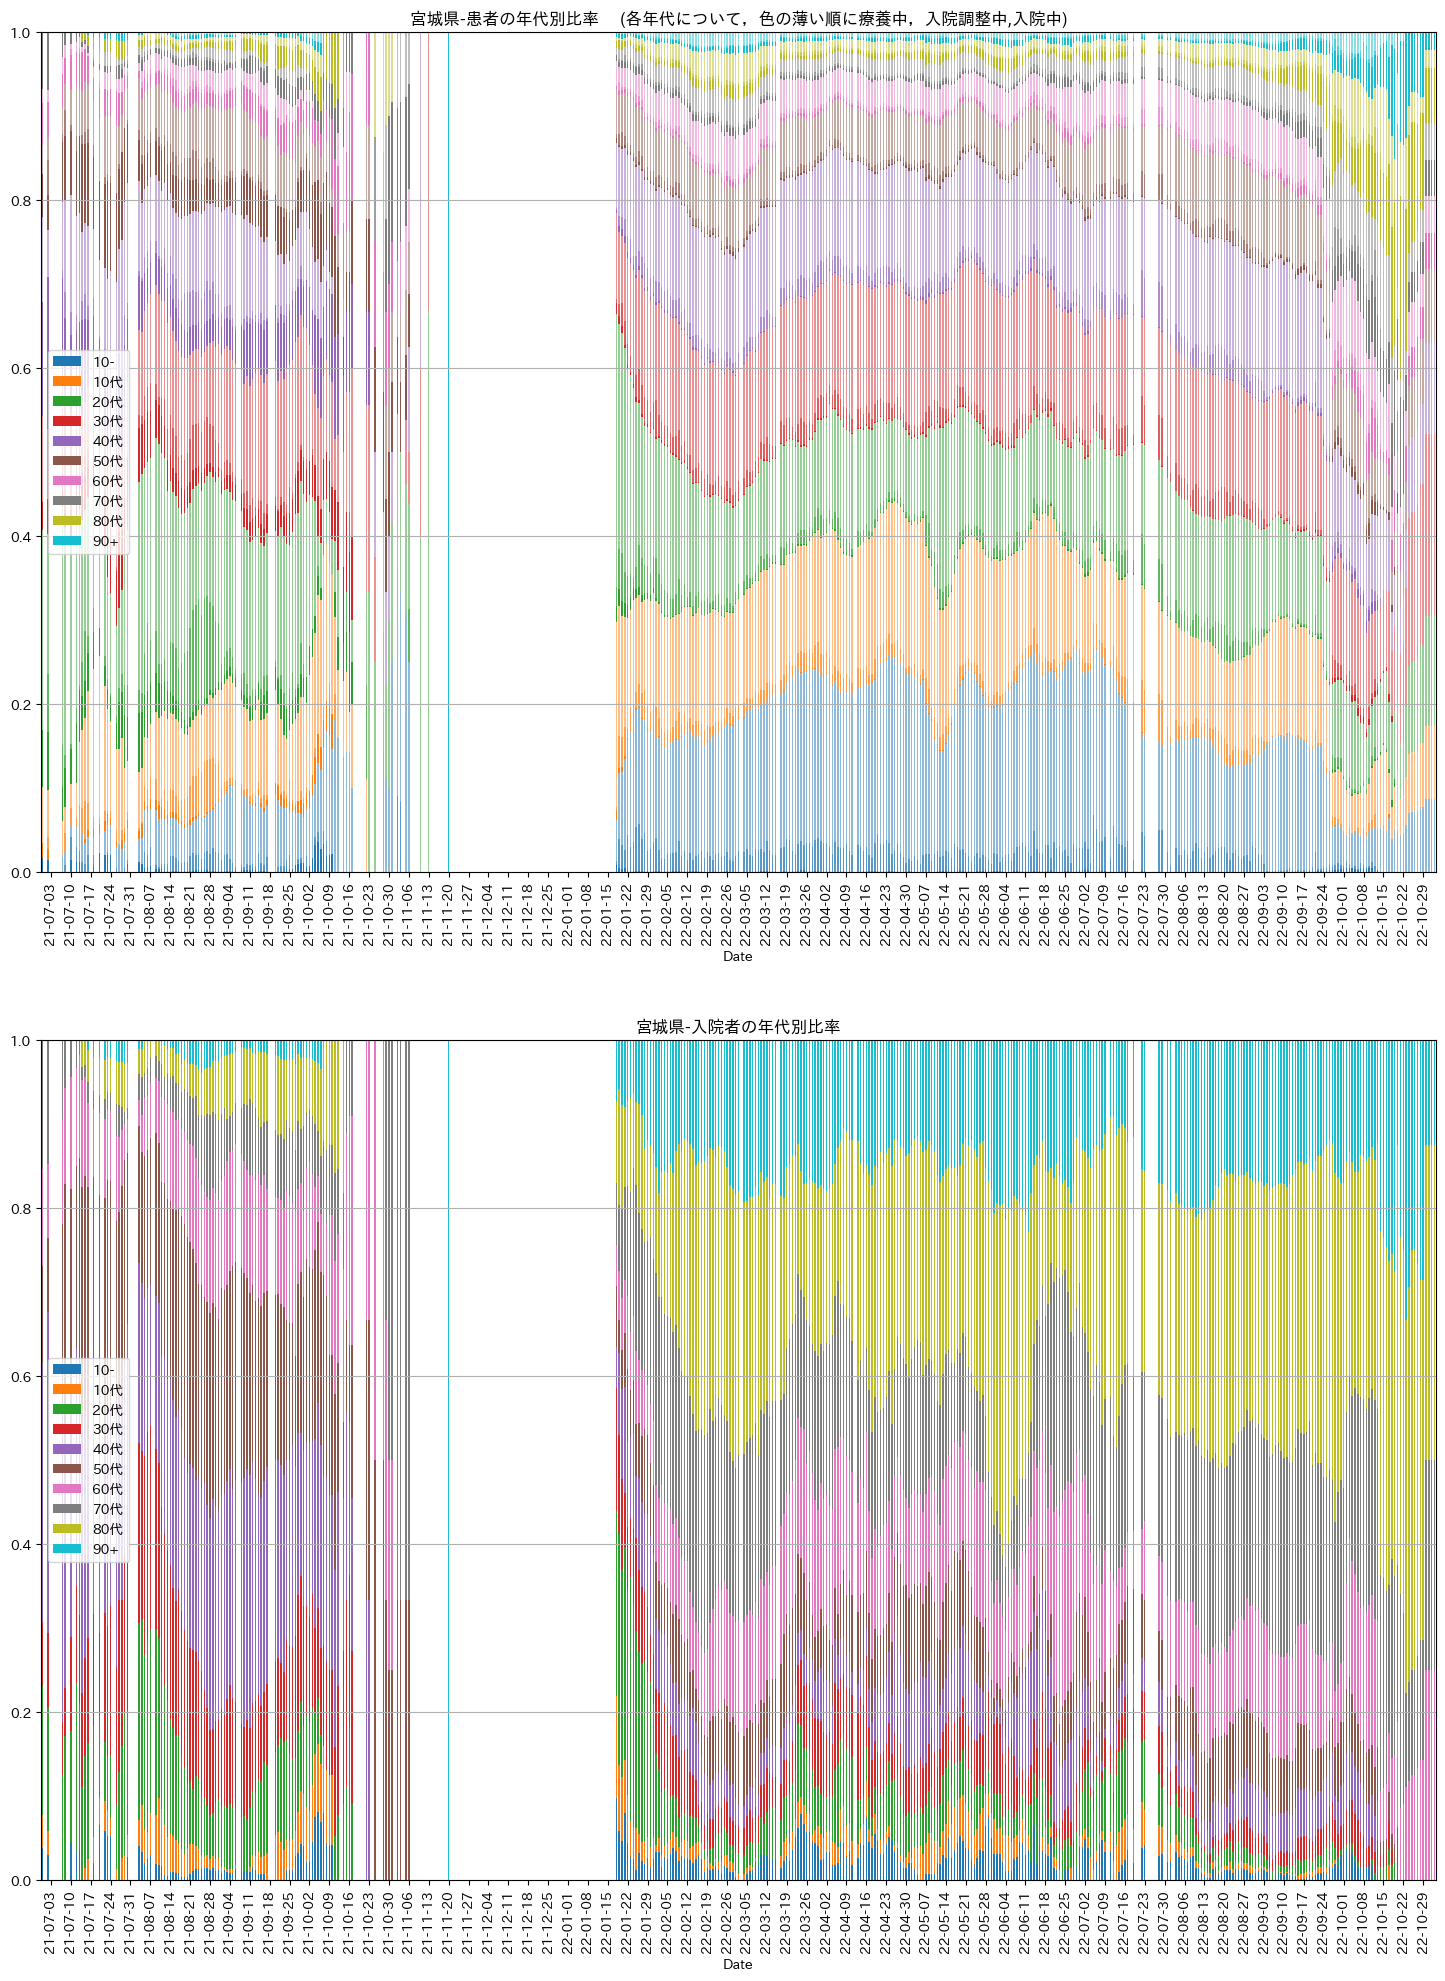 宮城県-患者の年代別比率　(各年代について，色の薄い順に療養中，入院調整中,入院中)
1.0
0.8
0.6
0.4
0.2
0.0
10-
10代
20代
30代
40代
50代
60代
70代
80代
90+
21-07-03 21-07-10 21-07-17 21-07-24 21-07-31 21-08-07 21-08-14 21-08-21 21-08-28 21-09-04 21-09-11 21-09-18 21-09-25 21-10-02 21-10-09 21-10-16 21-10-23 21-10-30 21-11-06 21-11-13 21-11-20 21-11-27 21-12-04 21-12-11 21-12-18 21-12-25 22-01-01 22-01-08 22-01-15 22-01-22 22-01-29 22-02-05 22-02-12 22-02-19 22-02-26 22-03-05 22-03-12 22-03-19 22-03-26 22-04-02 22-04-09 22-04-16 22-04-23 22-04-30 22-05-07 22-05-14 22-05-21 22-05-28 22-06-04 22-06-11 22-06-18 22-06-25 22-07-02 22-07-09 22-07-16 22-07-23 22-07-30 22-08-06 22-08-13 22-08-20 22-08-27 22-09-03 22-09-10 22-09-17 22-09-24 22-10-01 22-10-08 22-10-15 22-10-22 22-10-29
Date
宮城県-入院者の年代別比率
1.0
0.8
0.6
0.4
0.2
0.0
10-
10代
20代
30代
40代
50代
60代
70代
80代
90+
21-07-03 21-07-10 21-07-17 21-07-24 21-07-31 21-08-07 21-08-14 21-08-21 21-08-28 21-09-04 21-09-11 21-09-18 21-09-25 21-10-02 21-10-09 21-10-16 21-10-23 21-10-30 21-11-06 21-11-13 21-11-20 21-11-27 21-12-04 21-12-11 21-12-18 21-12-25 22-01-01 22-01-08 22-01-15 22-01-22 22-01-29 22-02-05 22-02-12 22-02-19 22-02-26 22-03-05 22-03-12 22-03-19 22-03-26 22-04-02 22-04-09 22-04-16 22-04-23 22-04-30 22-05-07 22-05-14 22-05-21 22-05-28 22-06-04 22-06-11 22-06-18 22-06-25 22-07-02 22-07-09 22-07-16 22-07-23 22-07-30 22-08-06 22-08-13 22-08-20 22-08-27 22-09-03 22-09-10 22-09-17 22-09-24 22-10-01 22-10-08 22-10-15 22-10-22 22-10-29
Date